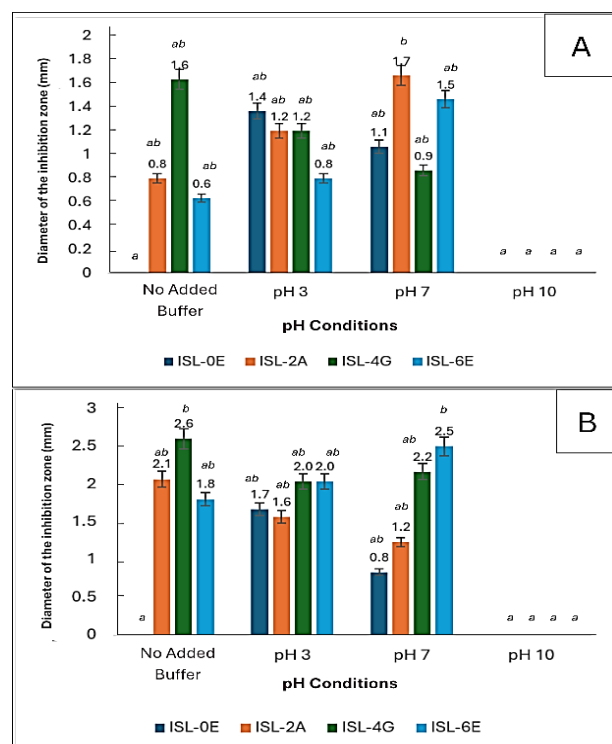 A
Diameter of the inhibition zone (mm)
2
1.8
1.6
1.4
1.2
1
0.8
0.6
0.4
0.2
0
a
ab
0.8
ab
1.6
ab
0.6
ab
1.4
ab
1.2
ab
1.2
ab
0.8
ab
1.1
b
1.7
ab
0.9
ab
1.5
a a a a
No Added Buffer
pH 3
pH 7
pH 10
pH Conditions
ISL-0E ISL-2A ISL-4G ISL-6E
B
Diameter of the inhibition zone (mm)
3
2.5
2
1.5
1
0.5
0
a
ab
2.1
b
2.6
ab
1.8
ab
1.7
ab
1.6
ab
2.0
ab
2.0
ab
0.8
ab
1.2
ab
2.2
b
2.5
a a a a
No Added Buffer
pH 3
pH 7
pH 10
pH Conditions
ISL-0E ISL-2A ISL-4G ISL-6E